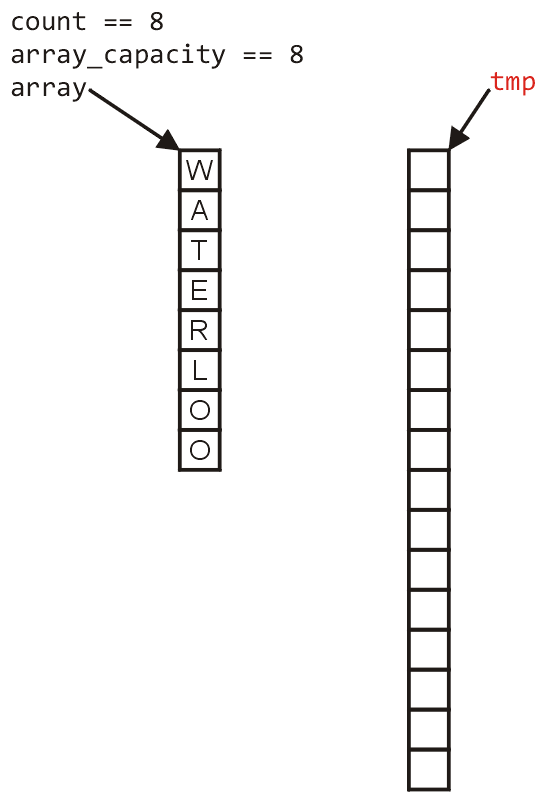 count == 8
array_capacity == 8
array
tmp
W
A
T
E
R
L
O
O